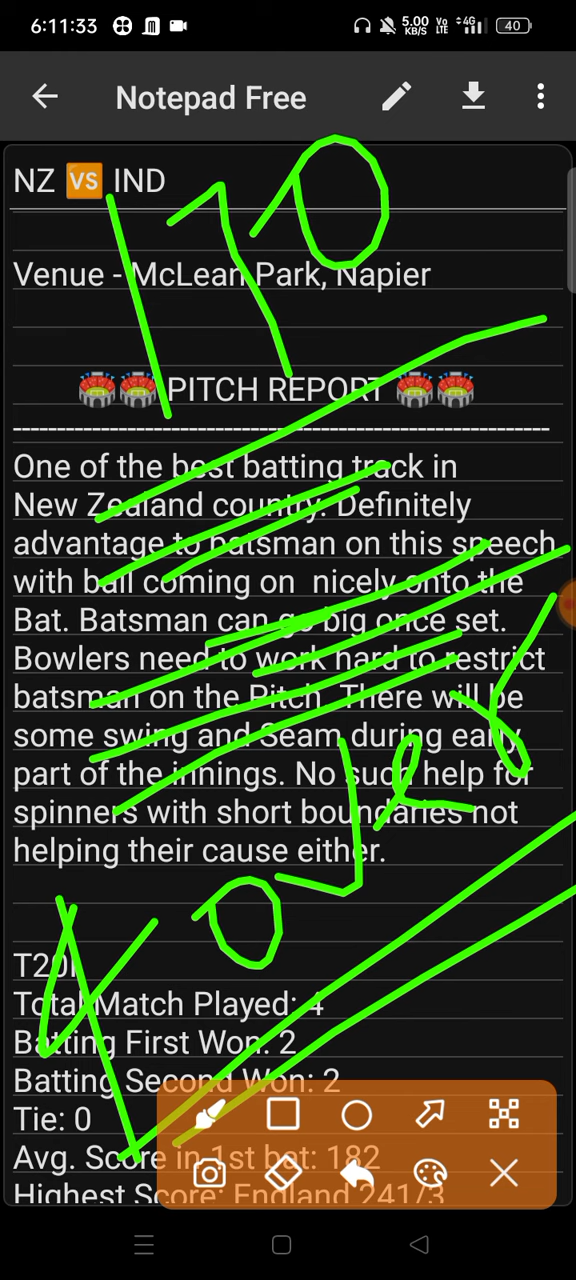 6:11:33 5.00 KB/S Vo LTE 4G 40
Notepad Free
NZ 🆚 IND
170
Venue - McLean Park, Napier
🏟️🏟️ PITCH REPORT 🏟️🏟️
-------------------------------------------------------------
One of the best batting track in
New Zealand country. Definitely
advantage to batsman on this speech
with ball coming on nicely onto the
Bat. Batsman can go big once set.
Bowlers need to work hard to restrict
batsman on the Pitch. There will be
some swing and Seam during early
part of the innings. No such help for
spinners with short boundaries not
helping their cause either.
over
T20I
Total Match Played: 4
Batting First Won: 2
Batting Second Won: 2
Tie: 0
Avg. Score in 1st bat: 182
Highest Score: England 241/3